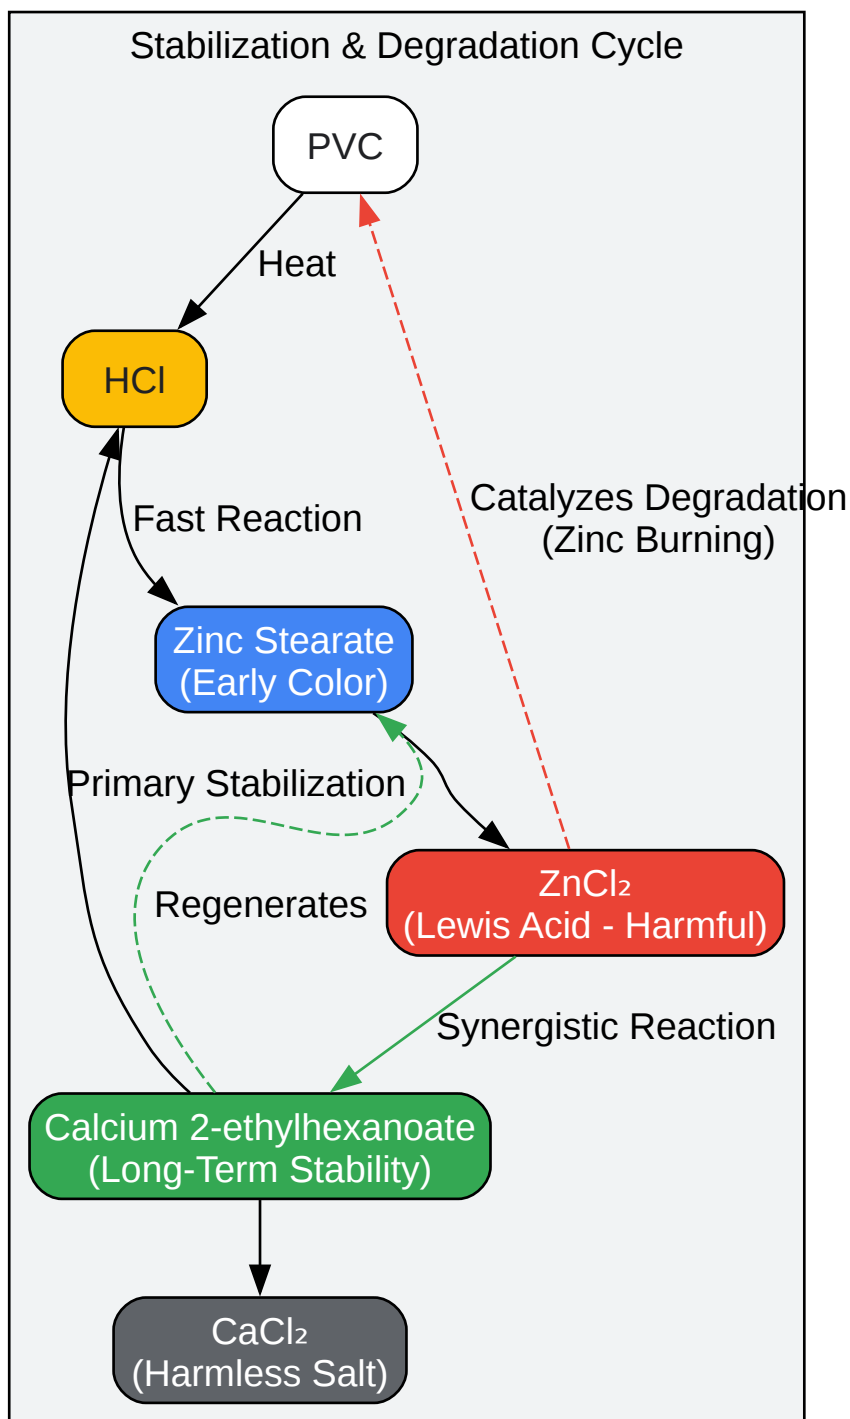 Stabilization & Degradation Cycle
PVC
Heat
HCl
Catalyzes Degradation
(Zinc Burning)
Fast Reaction
Zinc Stearate
(Early Color)
Primary Stabilization
ZnCl₂
(Lewis Acid - Harmful)
Regenerates
Synergistic Reaction
Calcium 2-ethylhexanoate
(Long-Term Stability)
CaCl₂
(Harmless Salt)